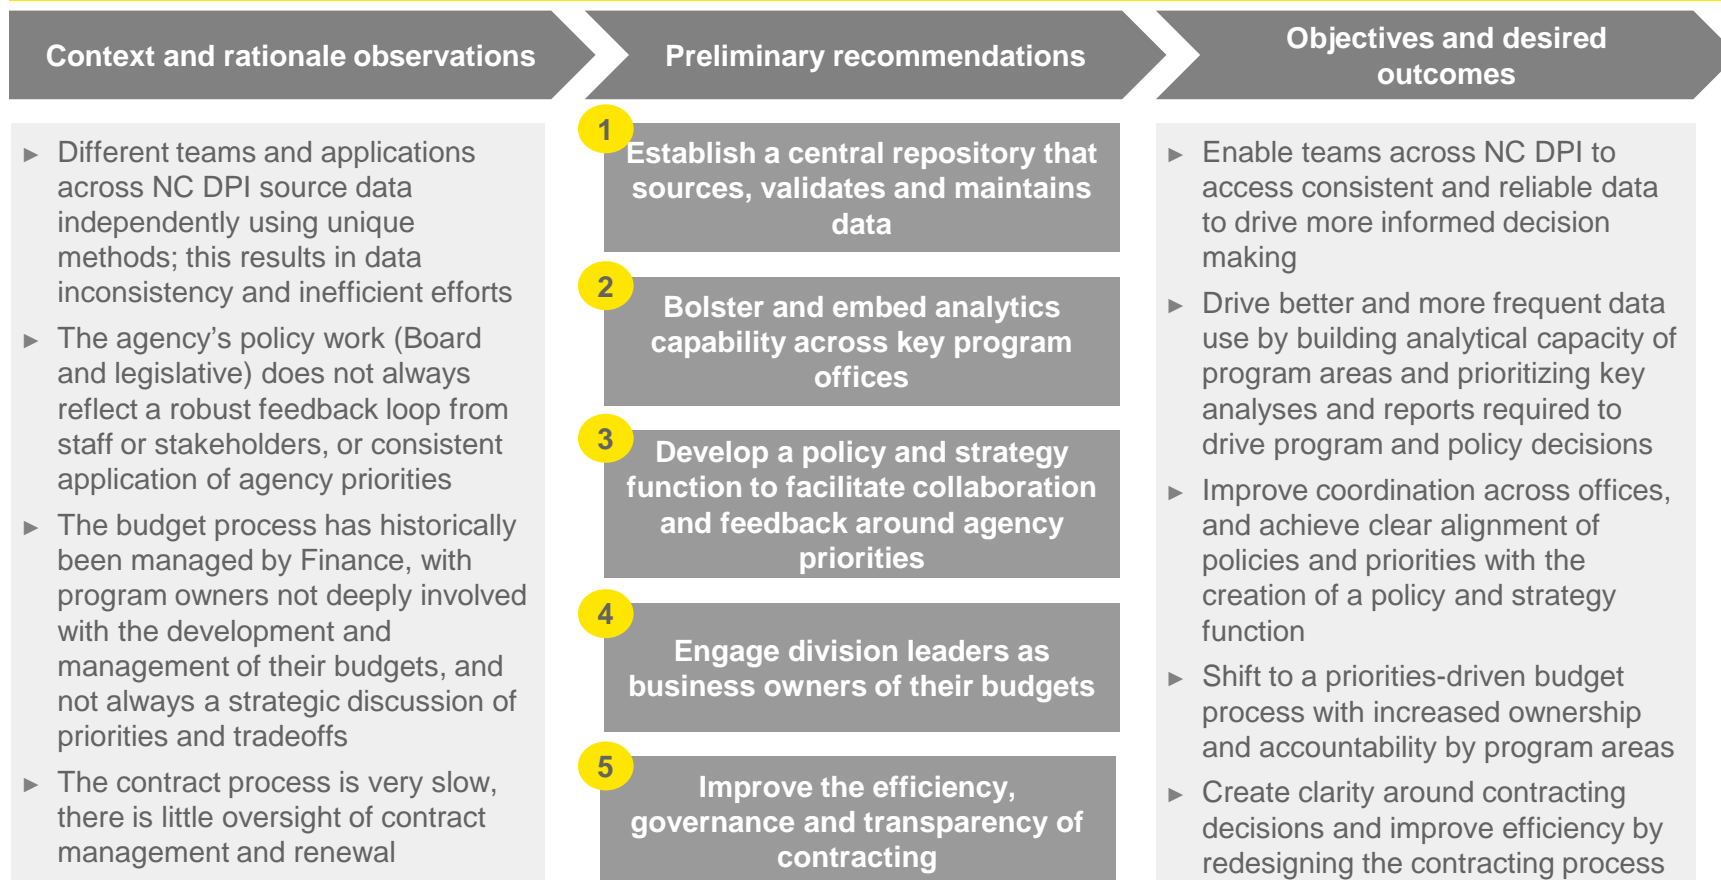 Context and rationale observations
Preliminary recommendations
Objectives and desired
outcomes
► Different teams and applications
across NC DPI source data
independently using unique
methods; this results in data
inconsistency and inefficient efforts
► The agency’s policy work (Board
and legislative) does not always
reflect a robust feedback loop from
staff or stakeholders, or consistent
application of agency priorities
► The budget process has historically
been managed by Finance, with
program owners not deeply involved
with the development and
management of their budgets, and
not always a strategic discussion of
priorities and tradeoffs
► The contract process is very slow,
there is little oversight of contract
management and renewal
1
Establish a central repository that
sources, validates and maintains
data
2
Bolster and embed analytics
capability across key program
offices
3
Develop a policy and strategy
function to facilitate collaboration
and feedback around agency
priorities
4
Engage division leaders as
business owners of their budgets
5
Improve the efficiency,
governance and transparency of
contracting
► Enable teams across NC DPI to
access consistent and reliable data
to drive more informed decision
making
► Drive better and more frequent data
use by building analytical capacity of
program areas and prioritizing key
analyses and reports required to
drive program and policy decisions
► Improve coordination across offices,
and achieve clear alignment of
policies and priorities with the
creation of a policy and strategy
function
► Shift to a priorities-driven budget
process with increased ownership
and accountability by program areas
► Create clarity around contracting
decisions and improve efficiency by
redesigning the contracting process